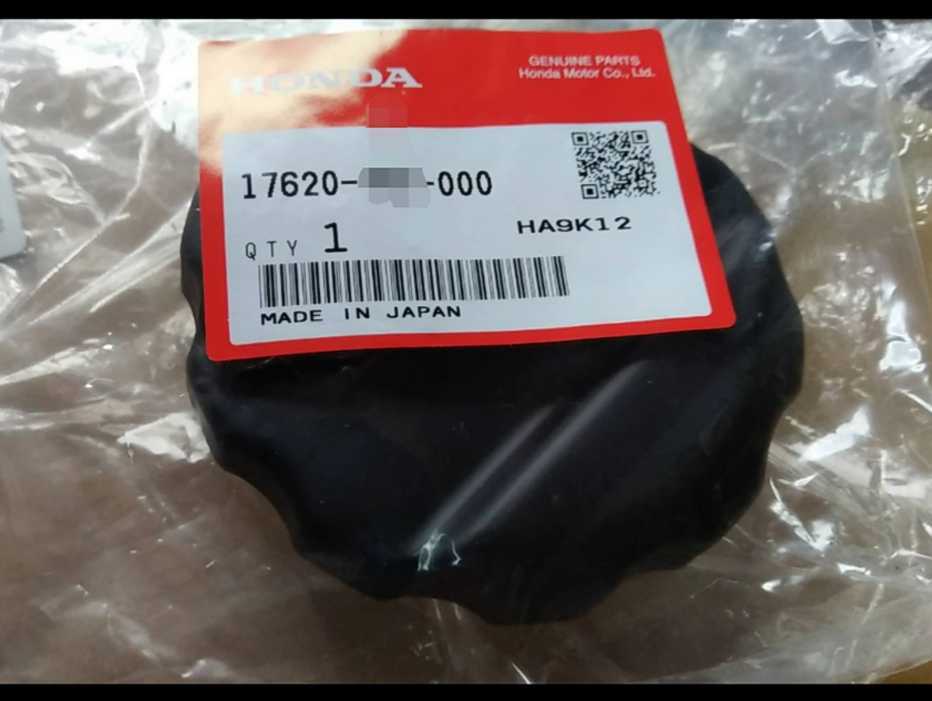 HONDA
GENUINE PARTS
Honda Motor Co., Ltd.
17620- -000
HA9K12
QTY 1
MADE IN JAPAN